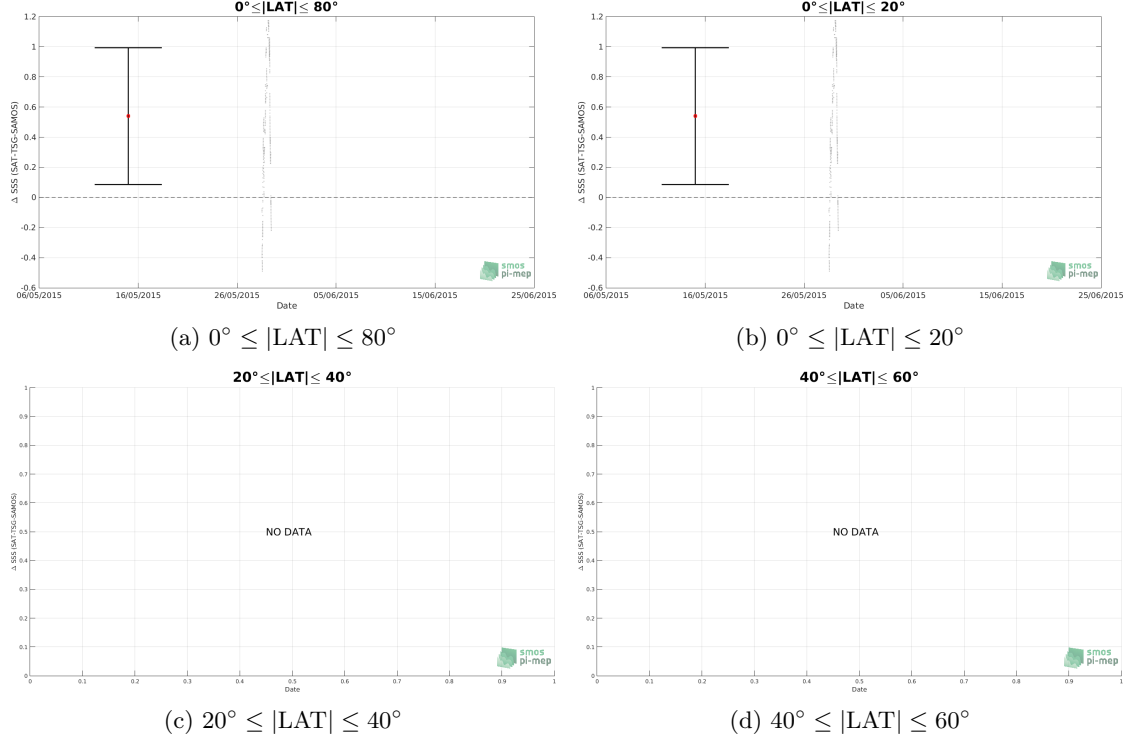 0°≤|LAT|≤ 80°
Δ SSS (SAT-TSG-SAMOS)
1.2
1
0.8
0.6
0.4
0.2
0
-0.2
-0.4
-0.6
06/05/2015 16/05/2015 26/05/2015 05/06/2015 15/06/2015 25/06/2015
Date
smos
pi-mep
(a) 0° ≤ |LAT| ≤ 80°
0°≤|LAT|≤ 20°
Δ SSS (SAT-TSG-SAMOS)
1.2
1
0.8
0.6
0.4
0.2
0
-0.2
-0.4
-0.6
06/05/2015 16/05/2015 26/05/2015 05/06/2015 15/06/2015 25/06/2015
Date
smos
pi-mep
(b) 0° ≤ |LAT| ≤ 20°
20°≤|LAT|≤ 40°
Δ SSS (SAT-TSG-SAMOS)
1
0.9
0.8
0.7
0.6
0.5
0.4
0.3
0.2
0.1
0
NO DATA
0 0.1 0.2 0.3 0.4 0.5 0.6 0.7 0.8 0.9 1
Date
smos
pi-mep
(c) 20° ≤ |LAT| ≤ 40°
40°≤|LAT|≤ 60°
Δ SSS (SAT-TSG-SAMOS)
1
0.9
0.8
0.7
0.6
0.5
0.4
0.3
0.2
0.1
0
NO DATA
0 0.1 0.2 0.3 0.4 0.5 0.6 0.7 0.8 0.9 1
Date
smos
pi-mep
(d) 40° ≤ |LAT| ≤ 60°